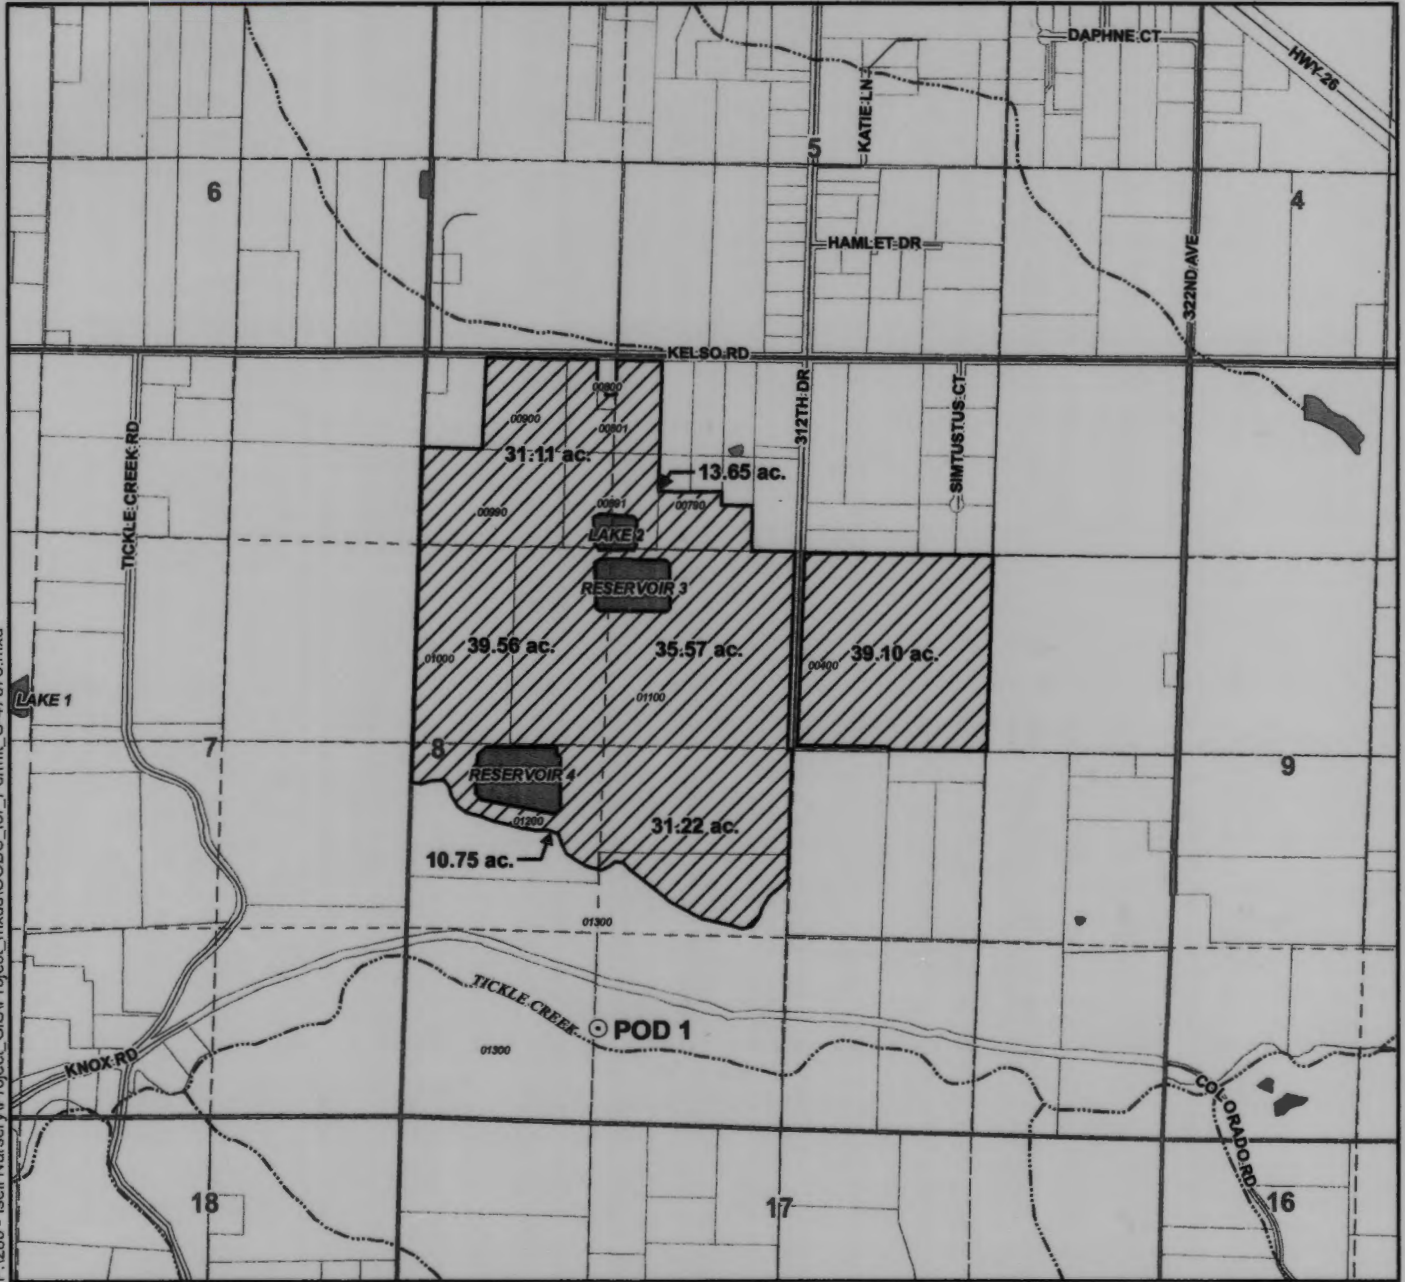 DAPHNE CT
HWY 26
KATIE LN
5
6
4
HAMLET DR
322ND AVE
KELSO RD
00800
312TH DR
SIMTUSTUS CT
00900
00801
TICKLE CREEK RD
31.11 ac.
13.65 ac.
00990
00891
00790
LAKE 2
RESERVOIR 3
39.56 ac.
35.57 ac.
39.10 ac.
01000
00400
LAKE 1
01100
7
8
RESERVOIR 4
9
01200
31.22 ac.
10.75 ac.
01300
TICKLE CREEK
POD 1
01300
KNOX RD
COLORADO RD
18
17
16